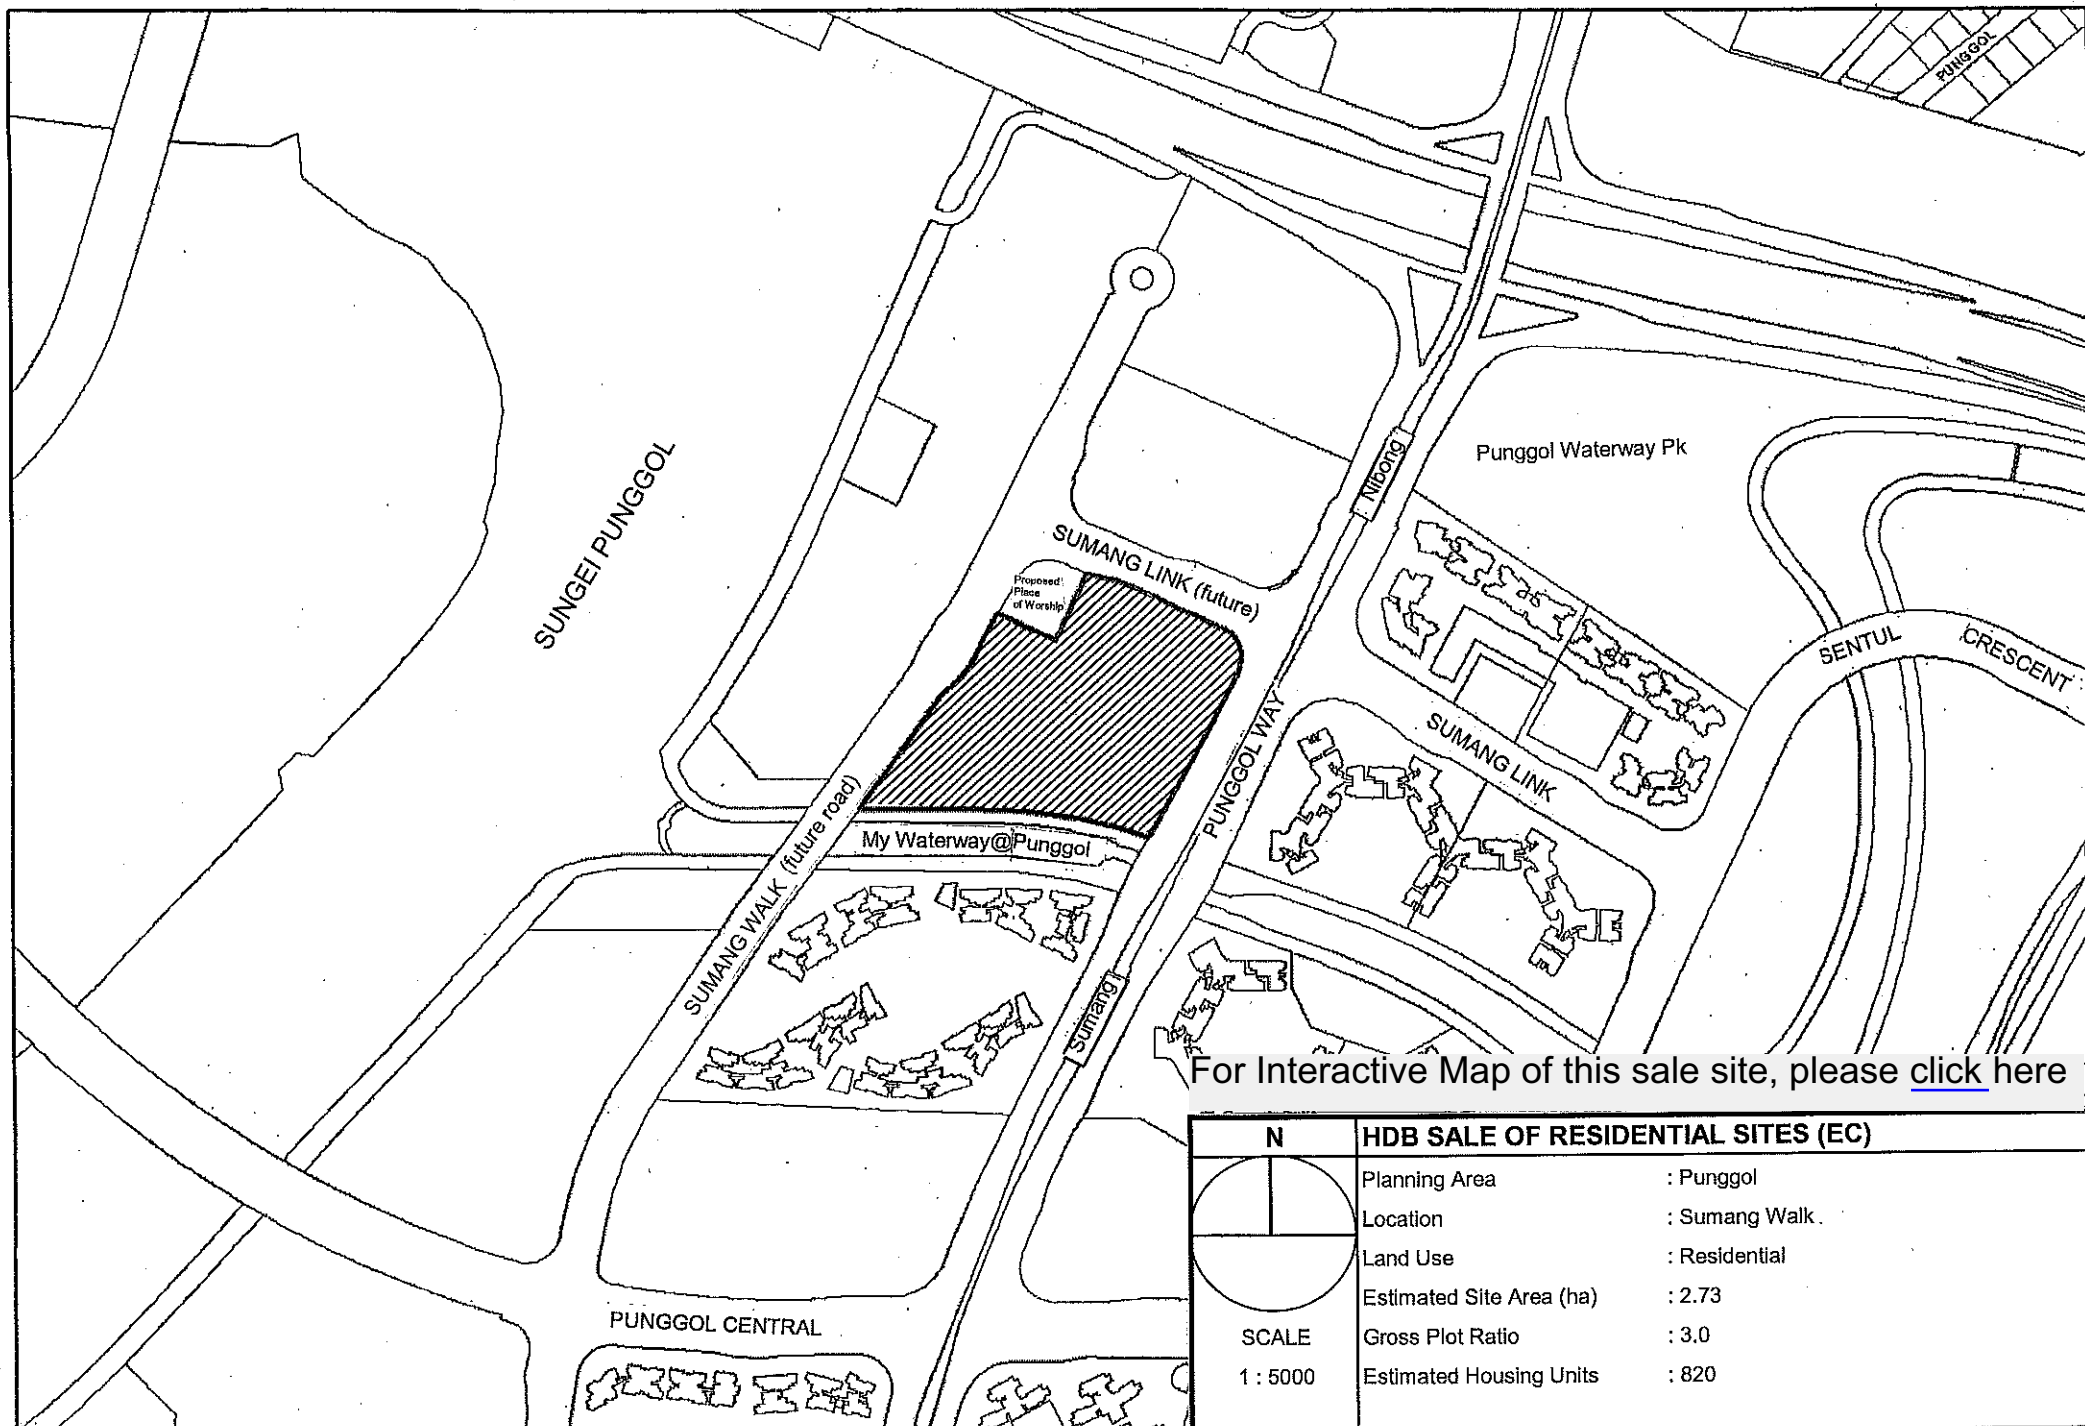 PUNGGOL
Punggol Waterway Pk
Nibong
SUNGEI PUNGGOL
SUMANG LINK (future)
Proposed
Place
of Worship
SENTUL CRESCENT
PUNGGOL WAY
SUMANG LINK
SUMANG WALK (future road)
My Waterway@Punggol
Sumang
PUNGGOL CENTRAL
For Interactive Map of this sale site, please click here
N
HDB SALE OF RESIDENTIAL SITES (EC)
Planning Area : Punggol
Location : Sumang Walk
Land Use : Residential
Estimated Site Area (ha) : 2.73
SCALE
Gross Plot Ratio : 3.0
1 : 5000
Estimated Housing Units : 820